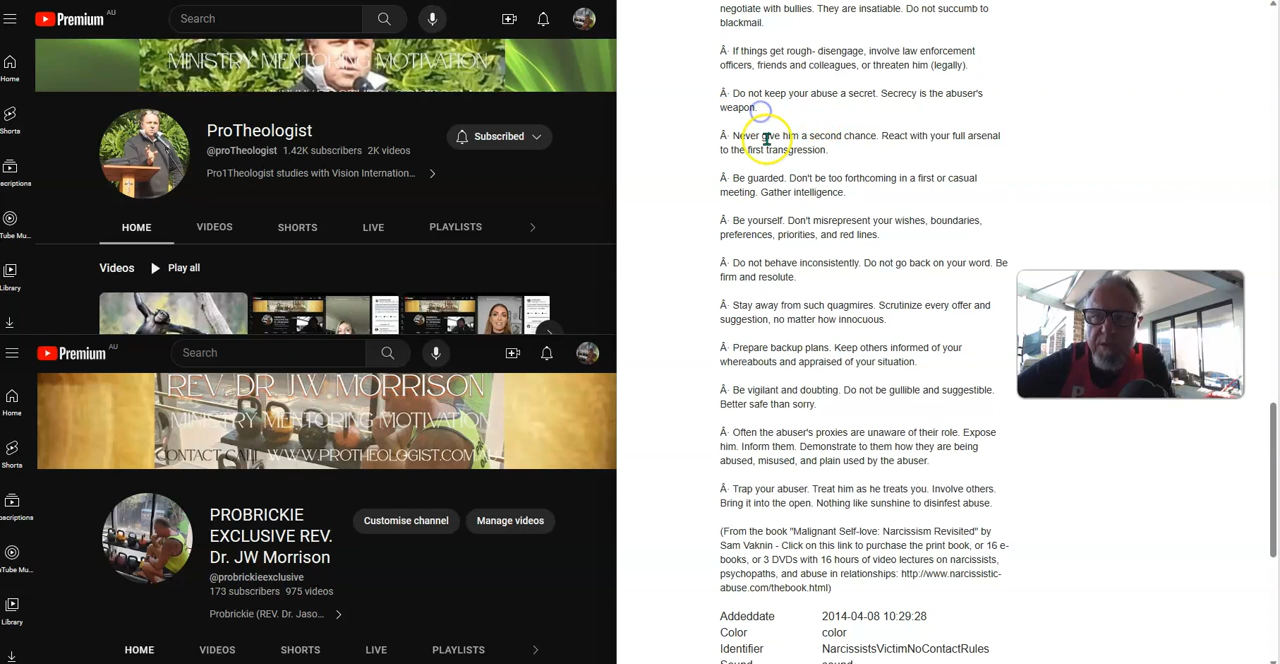 Premium AU
Search
Home
Shorts
scriptions
Tube Mu...
Library
MINISTRY MENTORING MOTIVATION
ProTheologist
@proTheologist 1.42K subscribers 2K videos
Pro1Theologist studies with Vision Internation...
Subscribed
HOME VIDEOS SHORTS LIVE PLAYLISTS
Videos Play all
Premium AU
Search
Home
Shorts
scriptions
Tube Mu...
Library
REV. DR JW MORRISON
MINISTRY MENTORING MOTIVATION
CONTACT CALL WWW.PROTHEOLOGIST.COM.AU
PROBRICKIE
EXCLUSIVE REV.
Dr. JW Morrison
@probrickieexclusive
173 subscribers 975 videos
Probrickie (REV. Dr. Jaso...
Customise channel Manage videos
HOME VIDEOS SHORTS LIVE PLAYLISTS
negotiate with bullies. They are insatiable. Do not succumb to
blackmail.
Â· If things get rough- disengage, involve law enforcement
officers, friends and colleagues, or threaten him (legally).
Â· Do not keep your abuse a secret. Secrecy is the abuser's
weapon.
Â· Never give him a second chance. React with your full arsenal
to the first transgression.
Â· Be guarded. Don't be too forthcoming in a first or casual
meeting. Gather intelligence.
Â· Be yourself. Don't misrepresent your wishes, boundaries,
preferences, priorities, and red lines.
Â· Do not behave inconsistently. Do not go back on your word. Be
firm and resolute.
Â· Stay away from such quagmires. Scrutinize every offer and
suggestion, no matter how innocuous.
Â· Prepare backup plans. Keep others informed of your
whereabouts and appraised of your situation.
Â· Be vigilant and doubting. Do not be gullible and suggestible.
Better safe than sorry.
Â· Often the abuser's proxies are unaware of their role. Expose
him. Inform them. Demonstrate to them how they are being
abused, misused, and plain used by the abuser.
Â· Trap your abuser. Treat him as he treats you. Involve others.
Bring it into the open. Nothing like sunshine to disinfest abuse.
(From the book "Malignant Self-love: Narcissism Revisited" by
Sam Vaknin - Click on this link to purchase the print book, or 16 e-
books, or 3 DVDs with 16 hours of video lectures on narcissists,
psychopaths, and abuse in relationships: http://www.narcissistic-
abuse.com/thebook.html)
Addeddate 2014-04-08 10:29:28
Color color
Identifier NarcissistsVictimNoContactRules
Sound sound